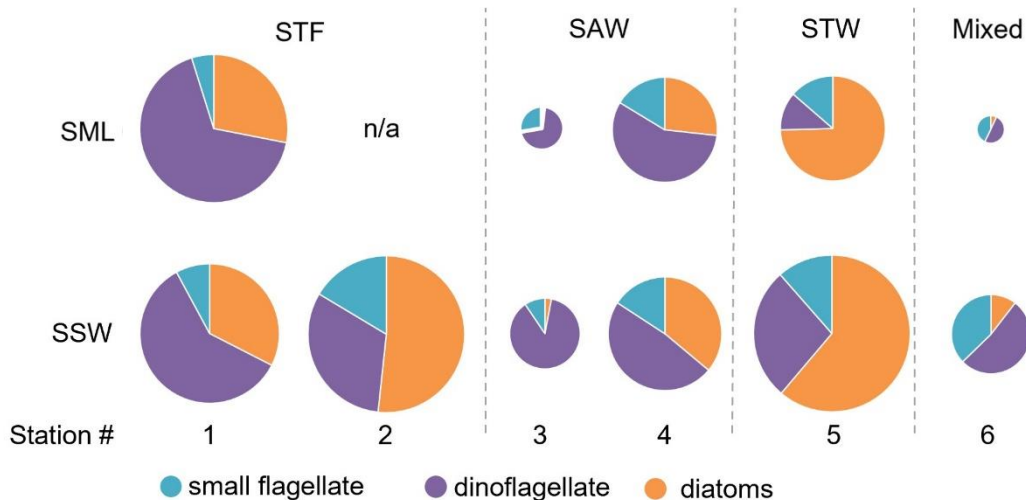 STF SAW STW Mixed
SML n/a
SSW
Station # 1 2 3 4 5 6
small flagellate dinoflagellate diatoms